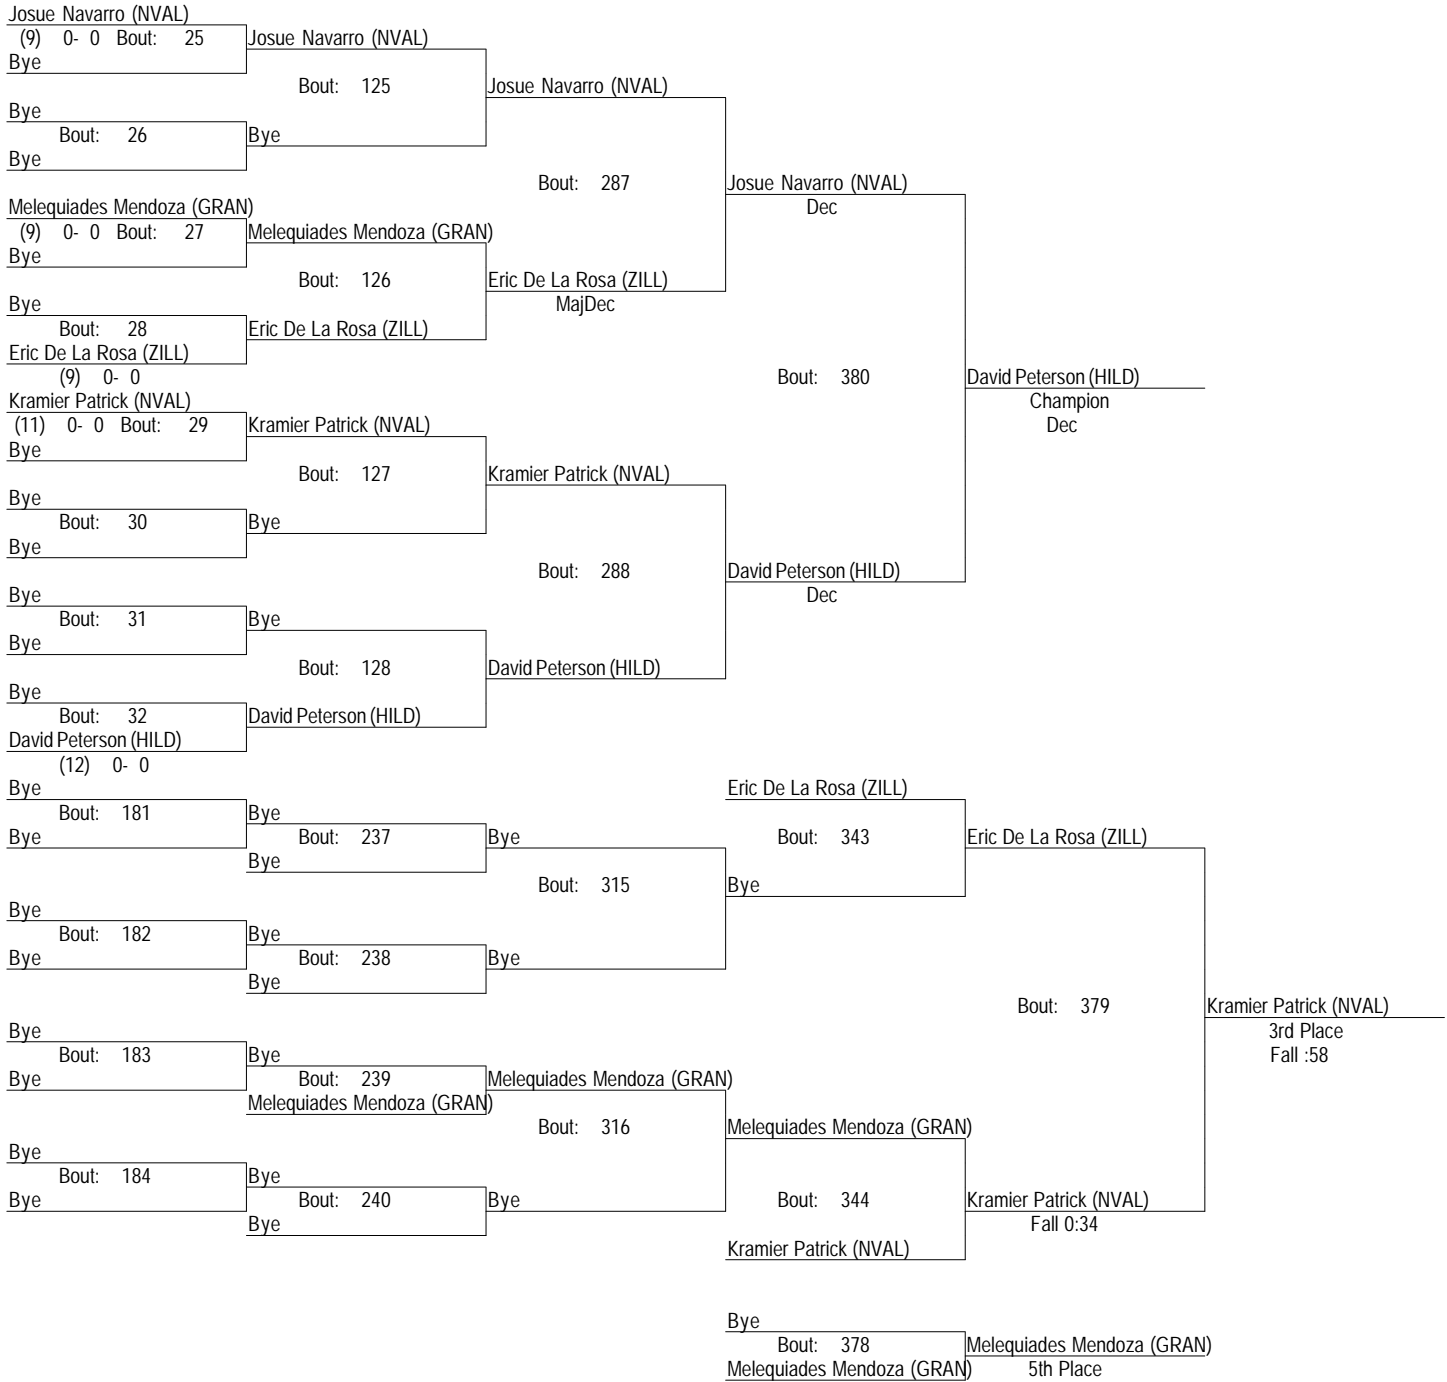 Josue Navarro (NVAL)
(9) 0- 0 Bout: 25 Josue Navarro (NVAL)
Bye
Bout: 125 Josue Navarro (NVAL)
Bye
Bout: 26 Bye
Bye
Bout: 287 Josue Navarro (NVAL)
Dec
Melequiades Mendoza (GRAN)
(9) 0- 0 Bout: 27 Melequiades Mendoza (GRAN)
Bye
Bout: 126 Eric De La Rosa (ZILL)
MajDec
Bye
Bout: 28 Eric De La Rosa (ZILL)
Eric De La Rosa (ZILL)
(9) 0- 0
Bout: 380 David Peterson (HILD)
Champion
Dec
Kramier Patrick (NVAL)
(11) 0- 0 Bout: 29 Kramier Patrick (NVAL)
Bye
Bout: 127 Kramier Patrick (NVAL)
Bye
Bout: 30 Bye
Bye
Bout: 288 David Peterson (HILD)
Dec
Bye
Bout: 31 Bye
Bye
Bout: 128 David Peterson (HILD)
Bye
Bout: 32 David Peterson (HILD)
David Peterson (HILD)
(12) 0- 0
Bye
Bout: 181 Bye
Bye
Bout: 237 Bye
Bye
Eric De La Rosa (ZILL)
Bout: 343 Eric De La Rosa (ZILL)
Bout: 315 Bye
Bye
Bout: 182 Bye
Bye
Bout: 238 Bye
Bye
Bout: 379 Kramier Patrick (NVAL)
3rd Place
Fall :58
Bye
Bout: 183 Bye
Bye
Bout: 239 Melequiades Mendoza (GRAN)
Melequiades Mendoza (GRAN)
Bout: 316 Melequiades Mendoza (GRAN)
Bye
Bout: 184 Bye
Bye
Bout: 240 Bye
Bye
Bout: 344 Kramier Patrick (NVAL)
Fall 0:34
Kramier Patrick (NVAL)
Bye
Bout: 378 Melequiades Mendoza (GRAN)
Melequiades Mendoza (GRAN) 5th Place